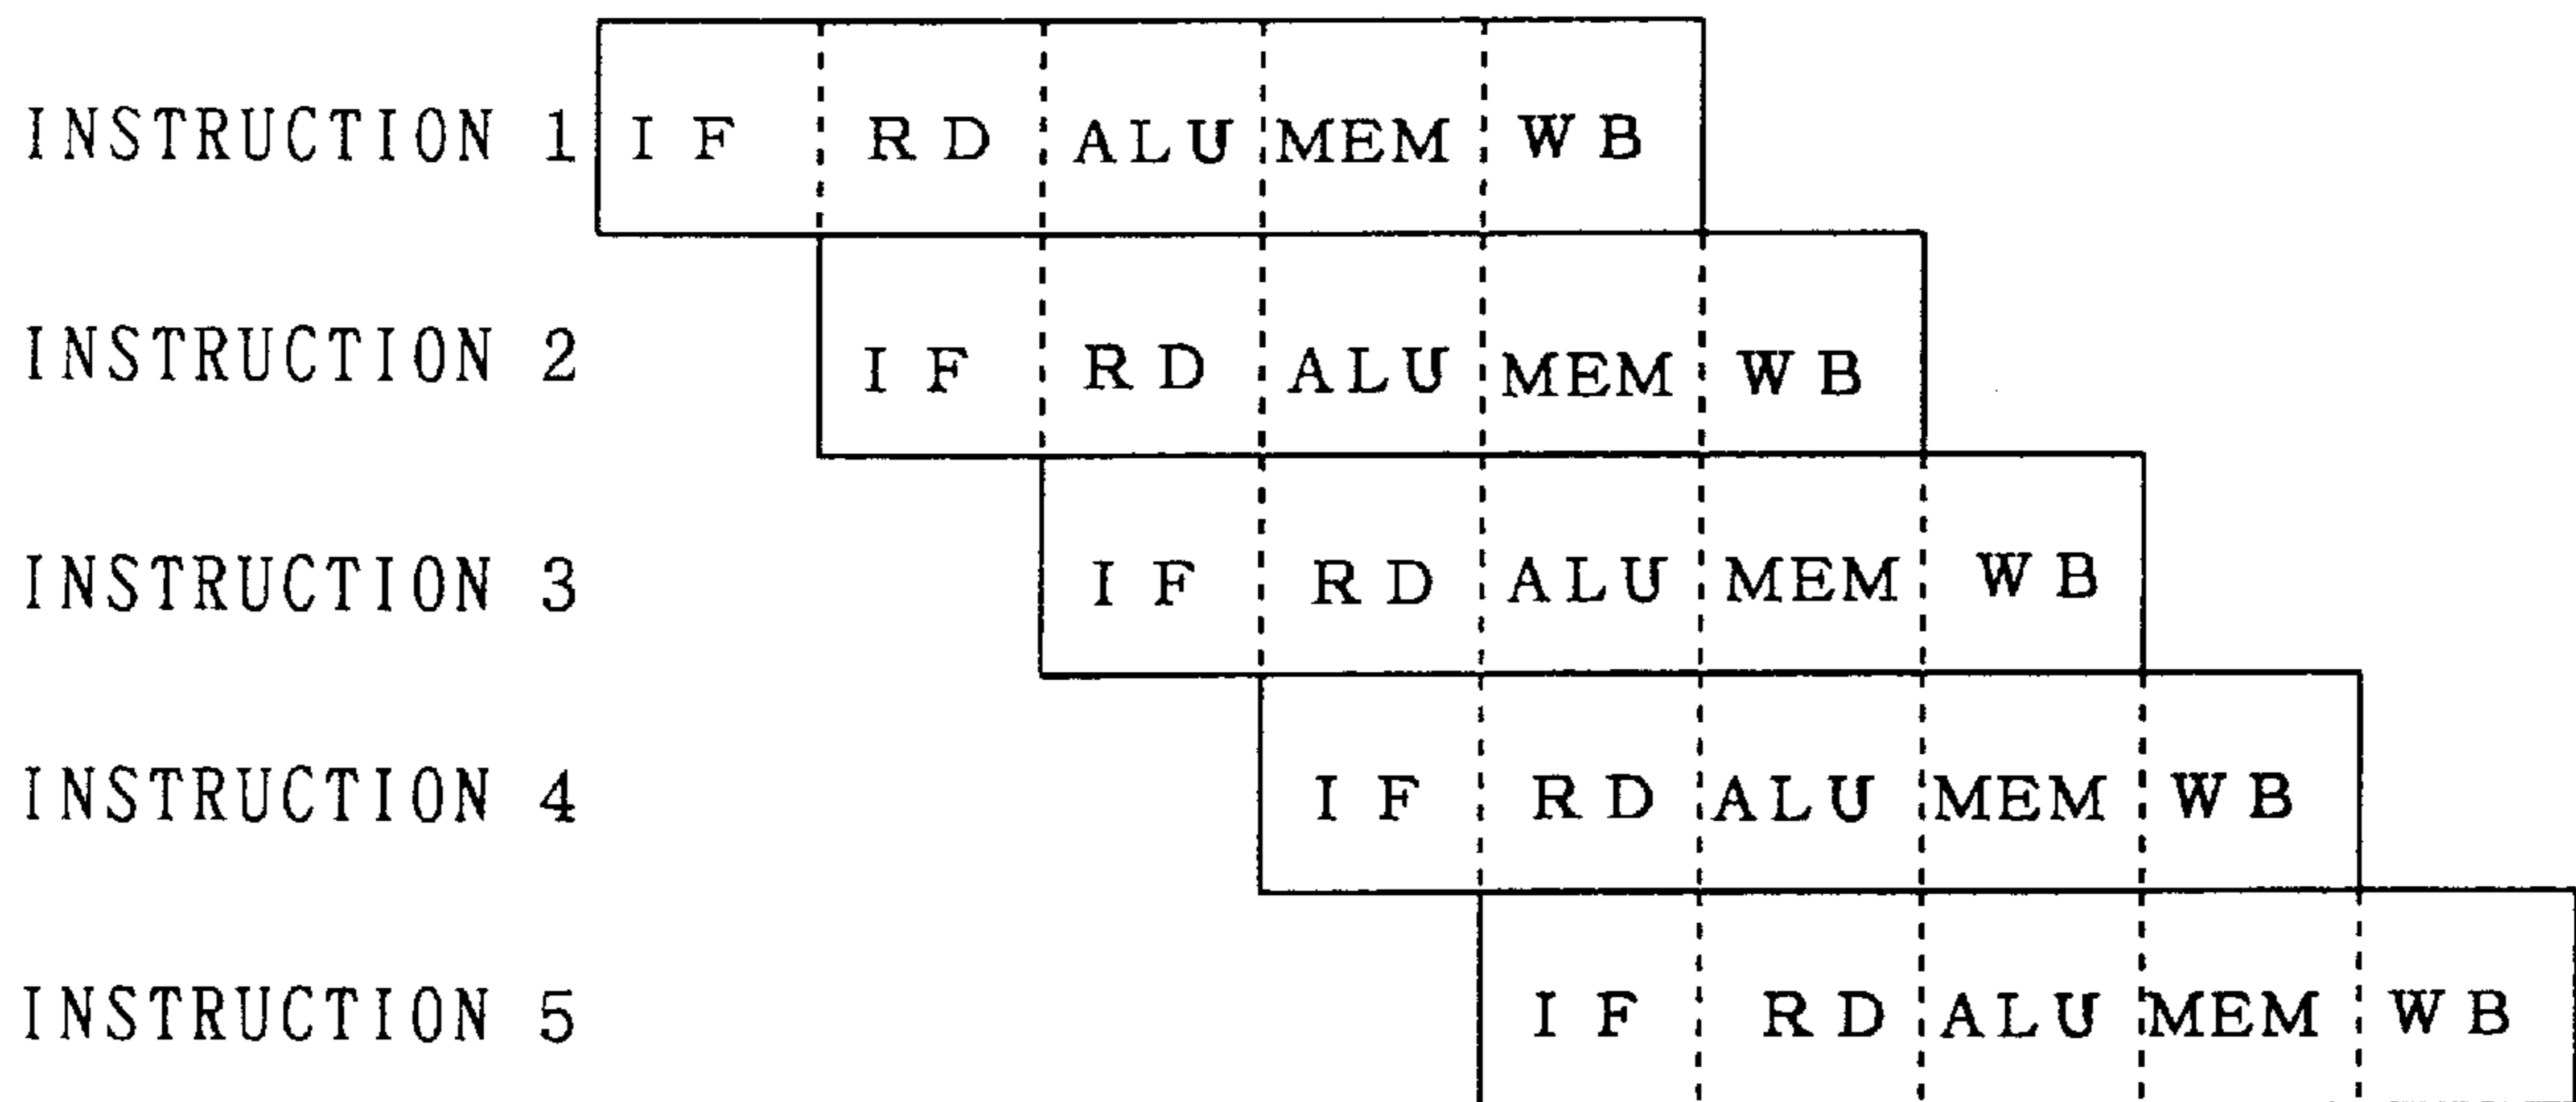 INSTRUCTION 1 IF RD ALU MEM WB
INSTRUCTION 2 IF RD ALU MEM WB
INSTRUCTION 3 IF RD ALU MEM WB
INSTRUCTION 4 IF RD ALU MEM WB
INSTRUCTION 5 IF RD ALU MEM WB